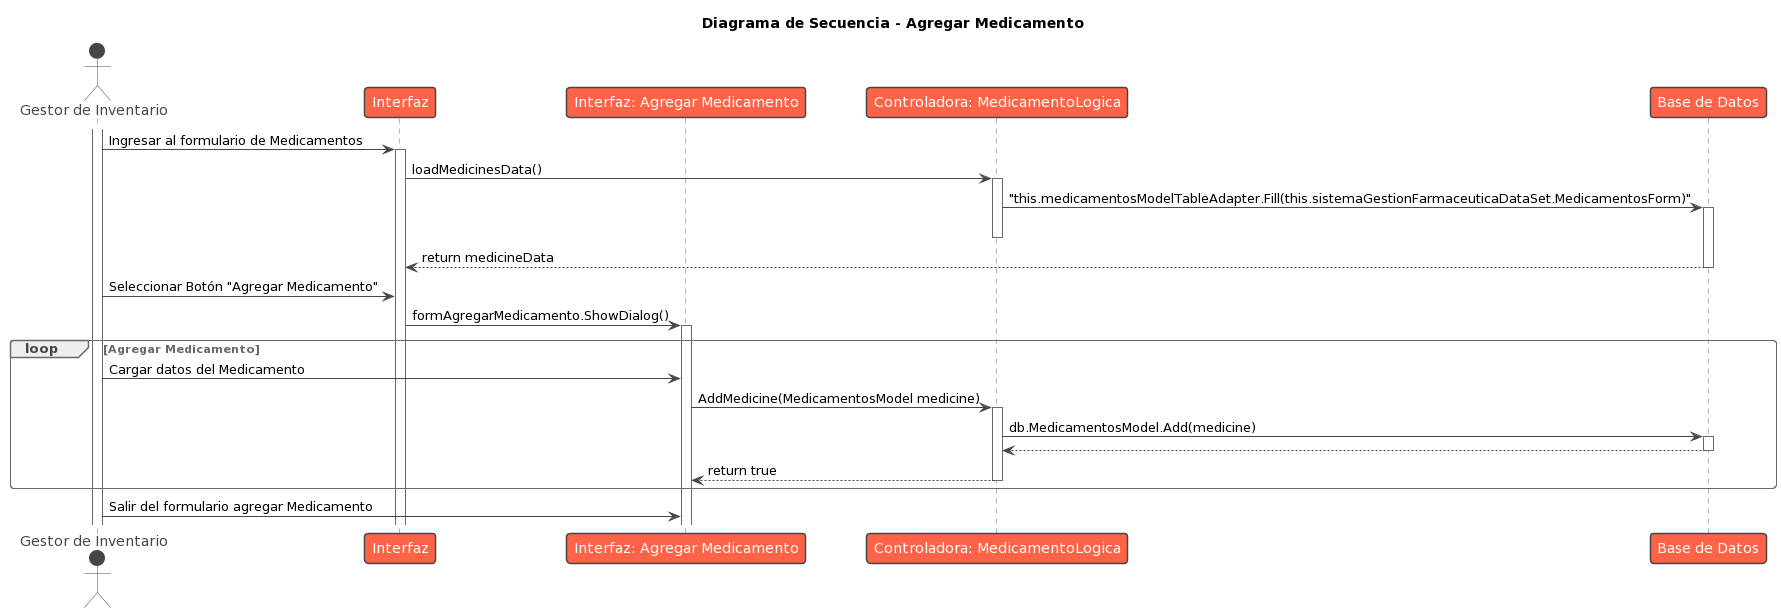 Diagrama de Secuencia - Agregar Medicamento
Gestor de Inventario
Interfaz
Interfaz: Agregar Medicamento
Controladora: MedicamentoLogica
Base de Datos
Ingresar al formulario de Medicamentos
loadMedicinesData()
"this.medicamentosModelTableAdapter.Fill(this.sistemaGestionFarmaceuticaDataSet.MedicamentosForm)"
return medicineData
Seleccionar Botón "Agregar Medicamento"
formAgregarMedicamento.ShowDialog()
loop
[Agregar Medicamento]
Cargar datos del Medicamento
AddMedicine(MedicamentosModel medicine)
db.MedicamentosModel.Add(medicine)
return true
Salir del formulario agregar Medicamento
Gestor de Inventario
Interfaz
Interfaz: Agregar Medicamento
Controladora: MedicamentoLogica
Base de Datos